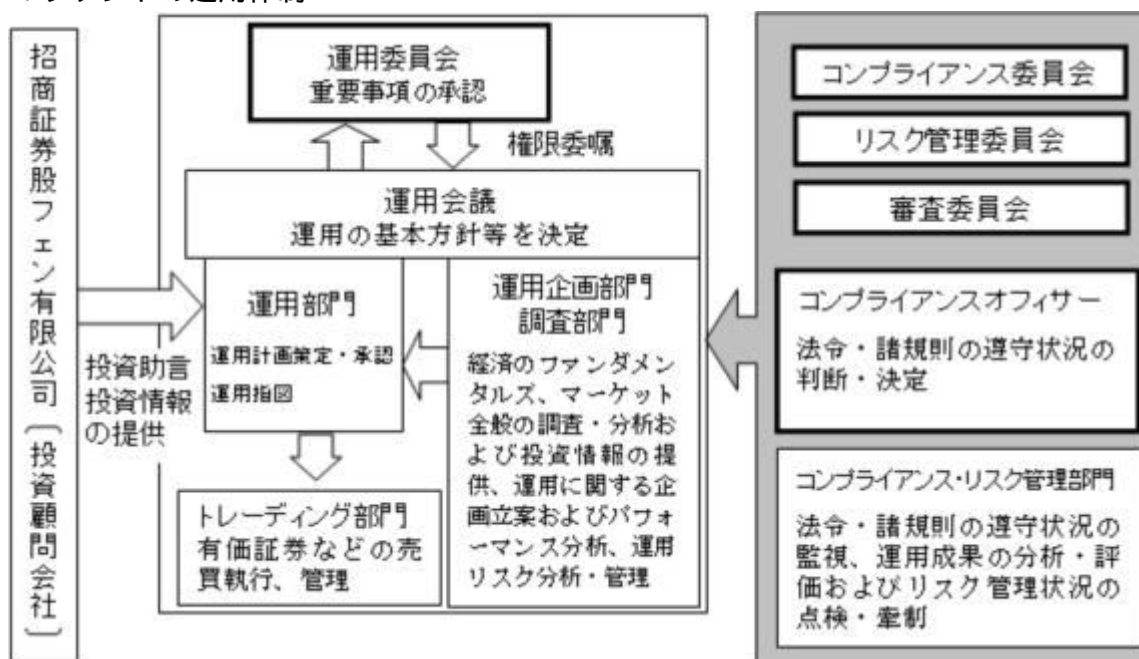 招商証券股フェン有限公司〔投資顧問会社〕
運用委員会
重要事項の承認
権限委嘱
運用会議
運用の基本方針等を決定
運用部門
運用計画策定・承認
運用指図
投資助言
投資情報
の提供
運用企画部門
調査部門
経済のファンダメン
タルズ、マーケット
全般の調査・分析お
よび投資情報の提
供、運用に関する企
画立案およびパフォ
ーマンス分析、運用
リスク分析・管理
トレーディング部門
有価証券などの売
買執行、管理
コンプライアンス委員会
リスク管理委員会
審査委員会
コンプライアンスオフィサー
法令・諸規則の遵守状況の
判断・決定
コンプライアンス・リスク管理部門
法令・諸規則の遵守状況の
監視、運用成果の分析・評
価およびリスク管理状況の
点検・牽制